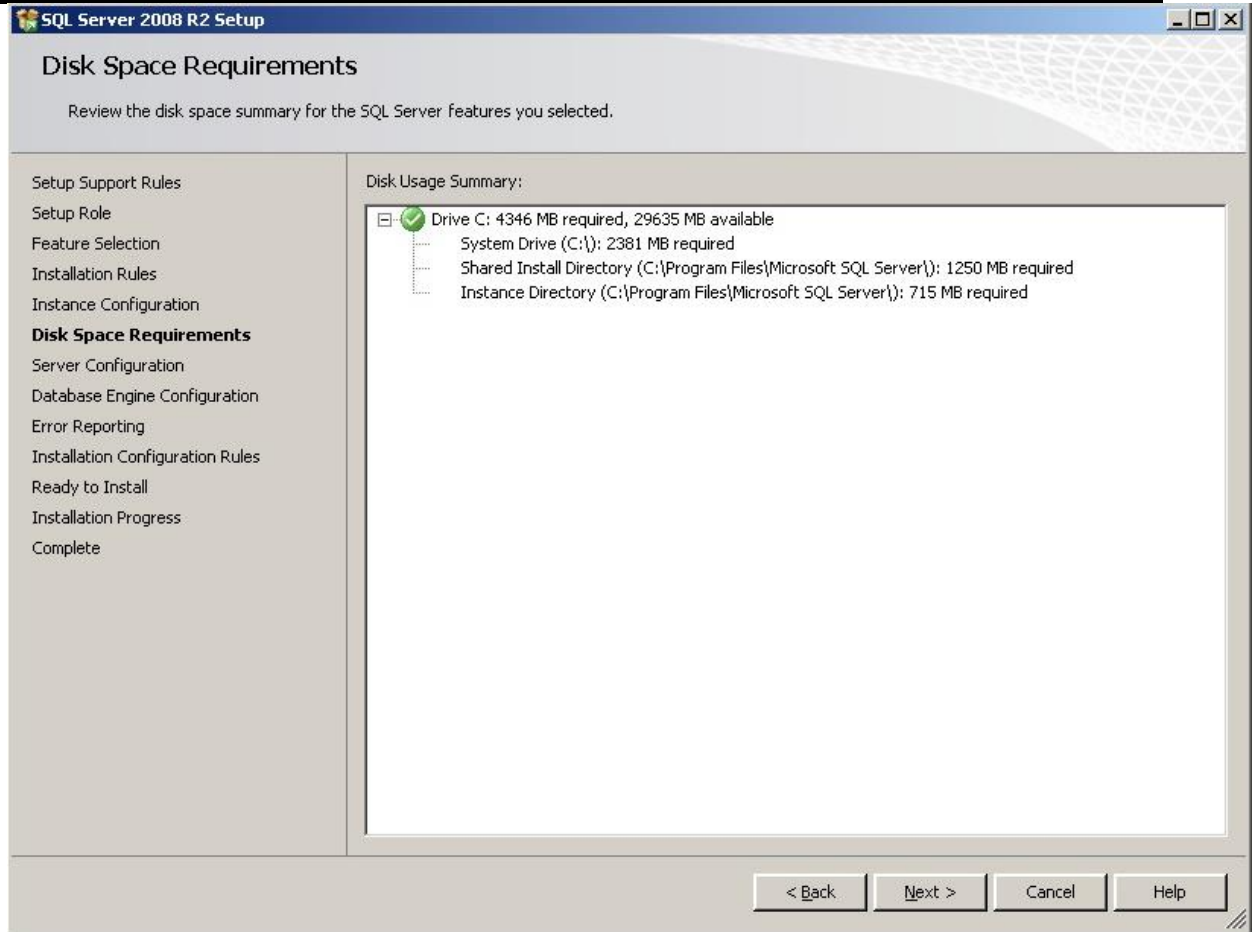 SQL Server 2008 R2 Setup
Disk Space Requirements
Review the disk space summary for the SQL Server features you selected.
Setup Support Rules
Setup Role
Feature Selection
Installation Rules
Instance Configuration
Disk Space Requirements
Server Configuration
Database Engine Configuration
Error Reporting
Installation Configuration Rules
Ready to Install
Installation Progress
Complete
Disk Usage Summary:
Drive C: 4346 MB required, 29635 MB available
System Drive (C:\): 2381 MB required
Shared Install Directory (C:\Program Files\Microsoft SQL Server\): 1250 MB required
Instance Directory (C:\Program Files\Microsoft SQL Server\): 715 MB required
< Back Next > Cancel Help